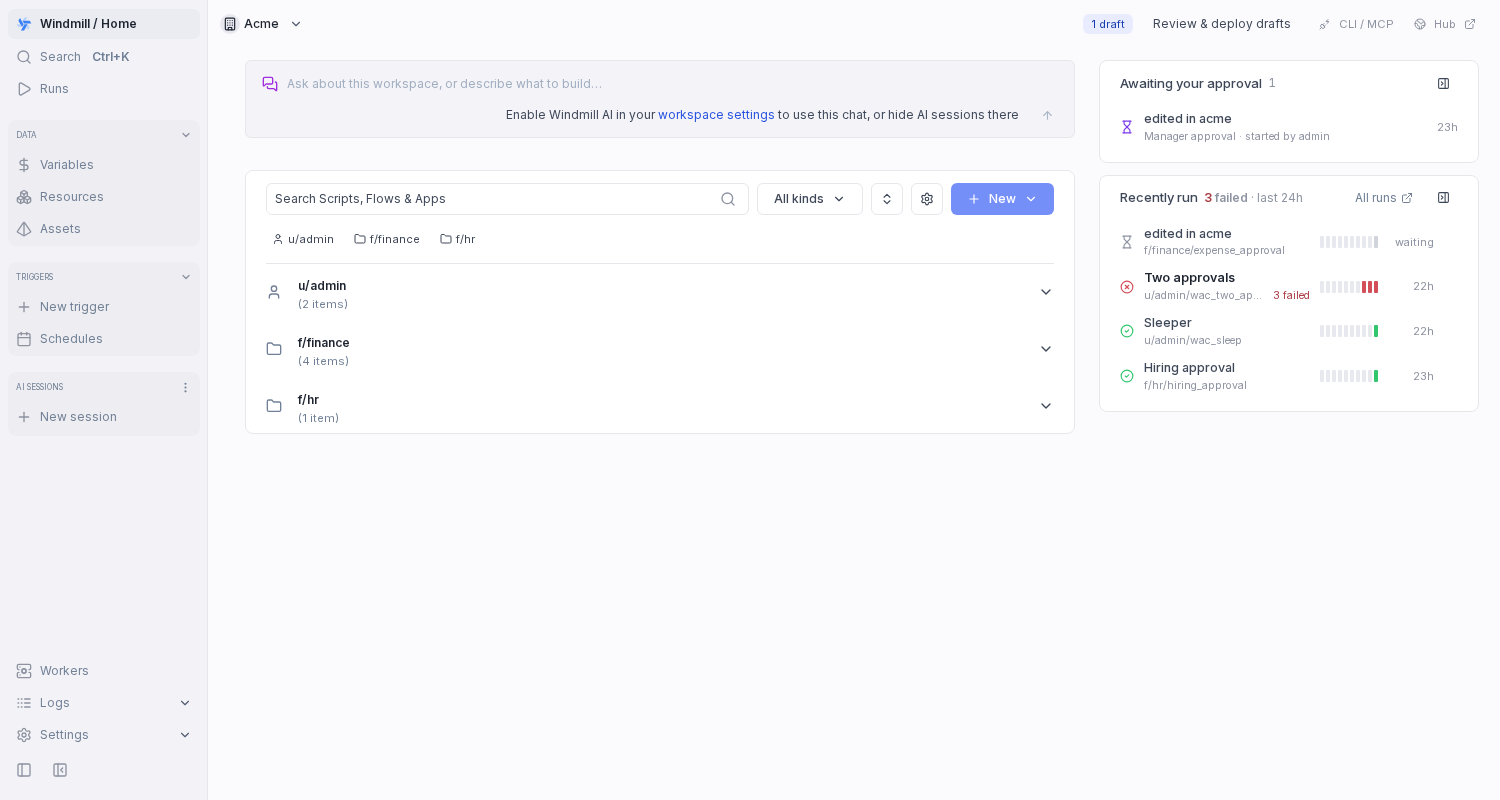 Windmill / Home
Search Ctrl+K
Runs
DATA
Variables
Resources
Assets
TRIGGERS
New trigger
Schedules
AI SESSIONS
New session
Workers
Logs
Settings
Acme
1 draft
Review & deploy drafts
CLI / MCP
Hub
Ask about this workspace, or describe what to build…
Enable Windmill AI in your workspace settings to use this chat, or hide AI sessions there
Search Scripts, Flows & Apps
All kinds
New
u/admin
f/finance
f/hr
u/admin
(2 items)
f/finance
(4 items)
f/hr
(1 item)
Awaiting your approval 1
edited in acme
Manager approval · started by admin
23h
Recently run 3 failed · last 24h
All runs
edited in acme
f/finance/expense_approval
waiting
Two approvals
u/admin/wac_two_ap… 3 failed
22h
Sleeper
u/admin/wac_sleep
22h
Hiring approval
f/hr/hiring_approval
23h